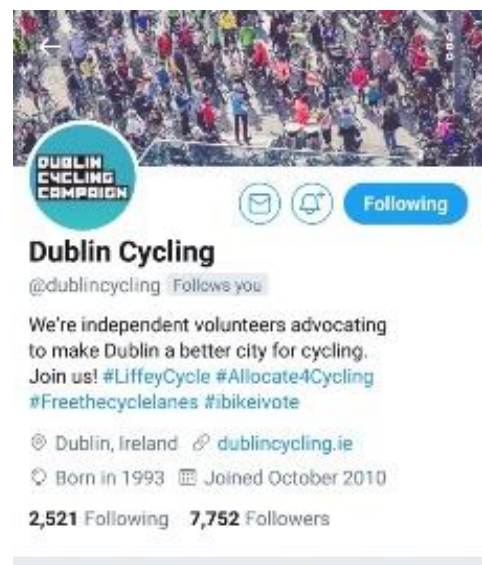 DUBLIN
CYCLING
CAMPAIGN
Following
Dublin Cycling
@dublincycling Follows you
We're independent volunteers advocating
to make Dublin a better city for cycling.
Join us! #LiffeyCycle #Allocate4Cycling
#Freethecyclelanes #ibikeivote
Dublin, Ireland dublincycling.ie
Born in 1993 Joined October 2010
2,521 Following 7,752 Followers